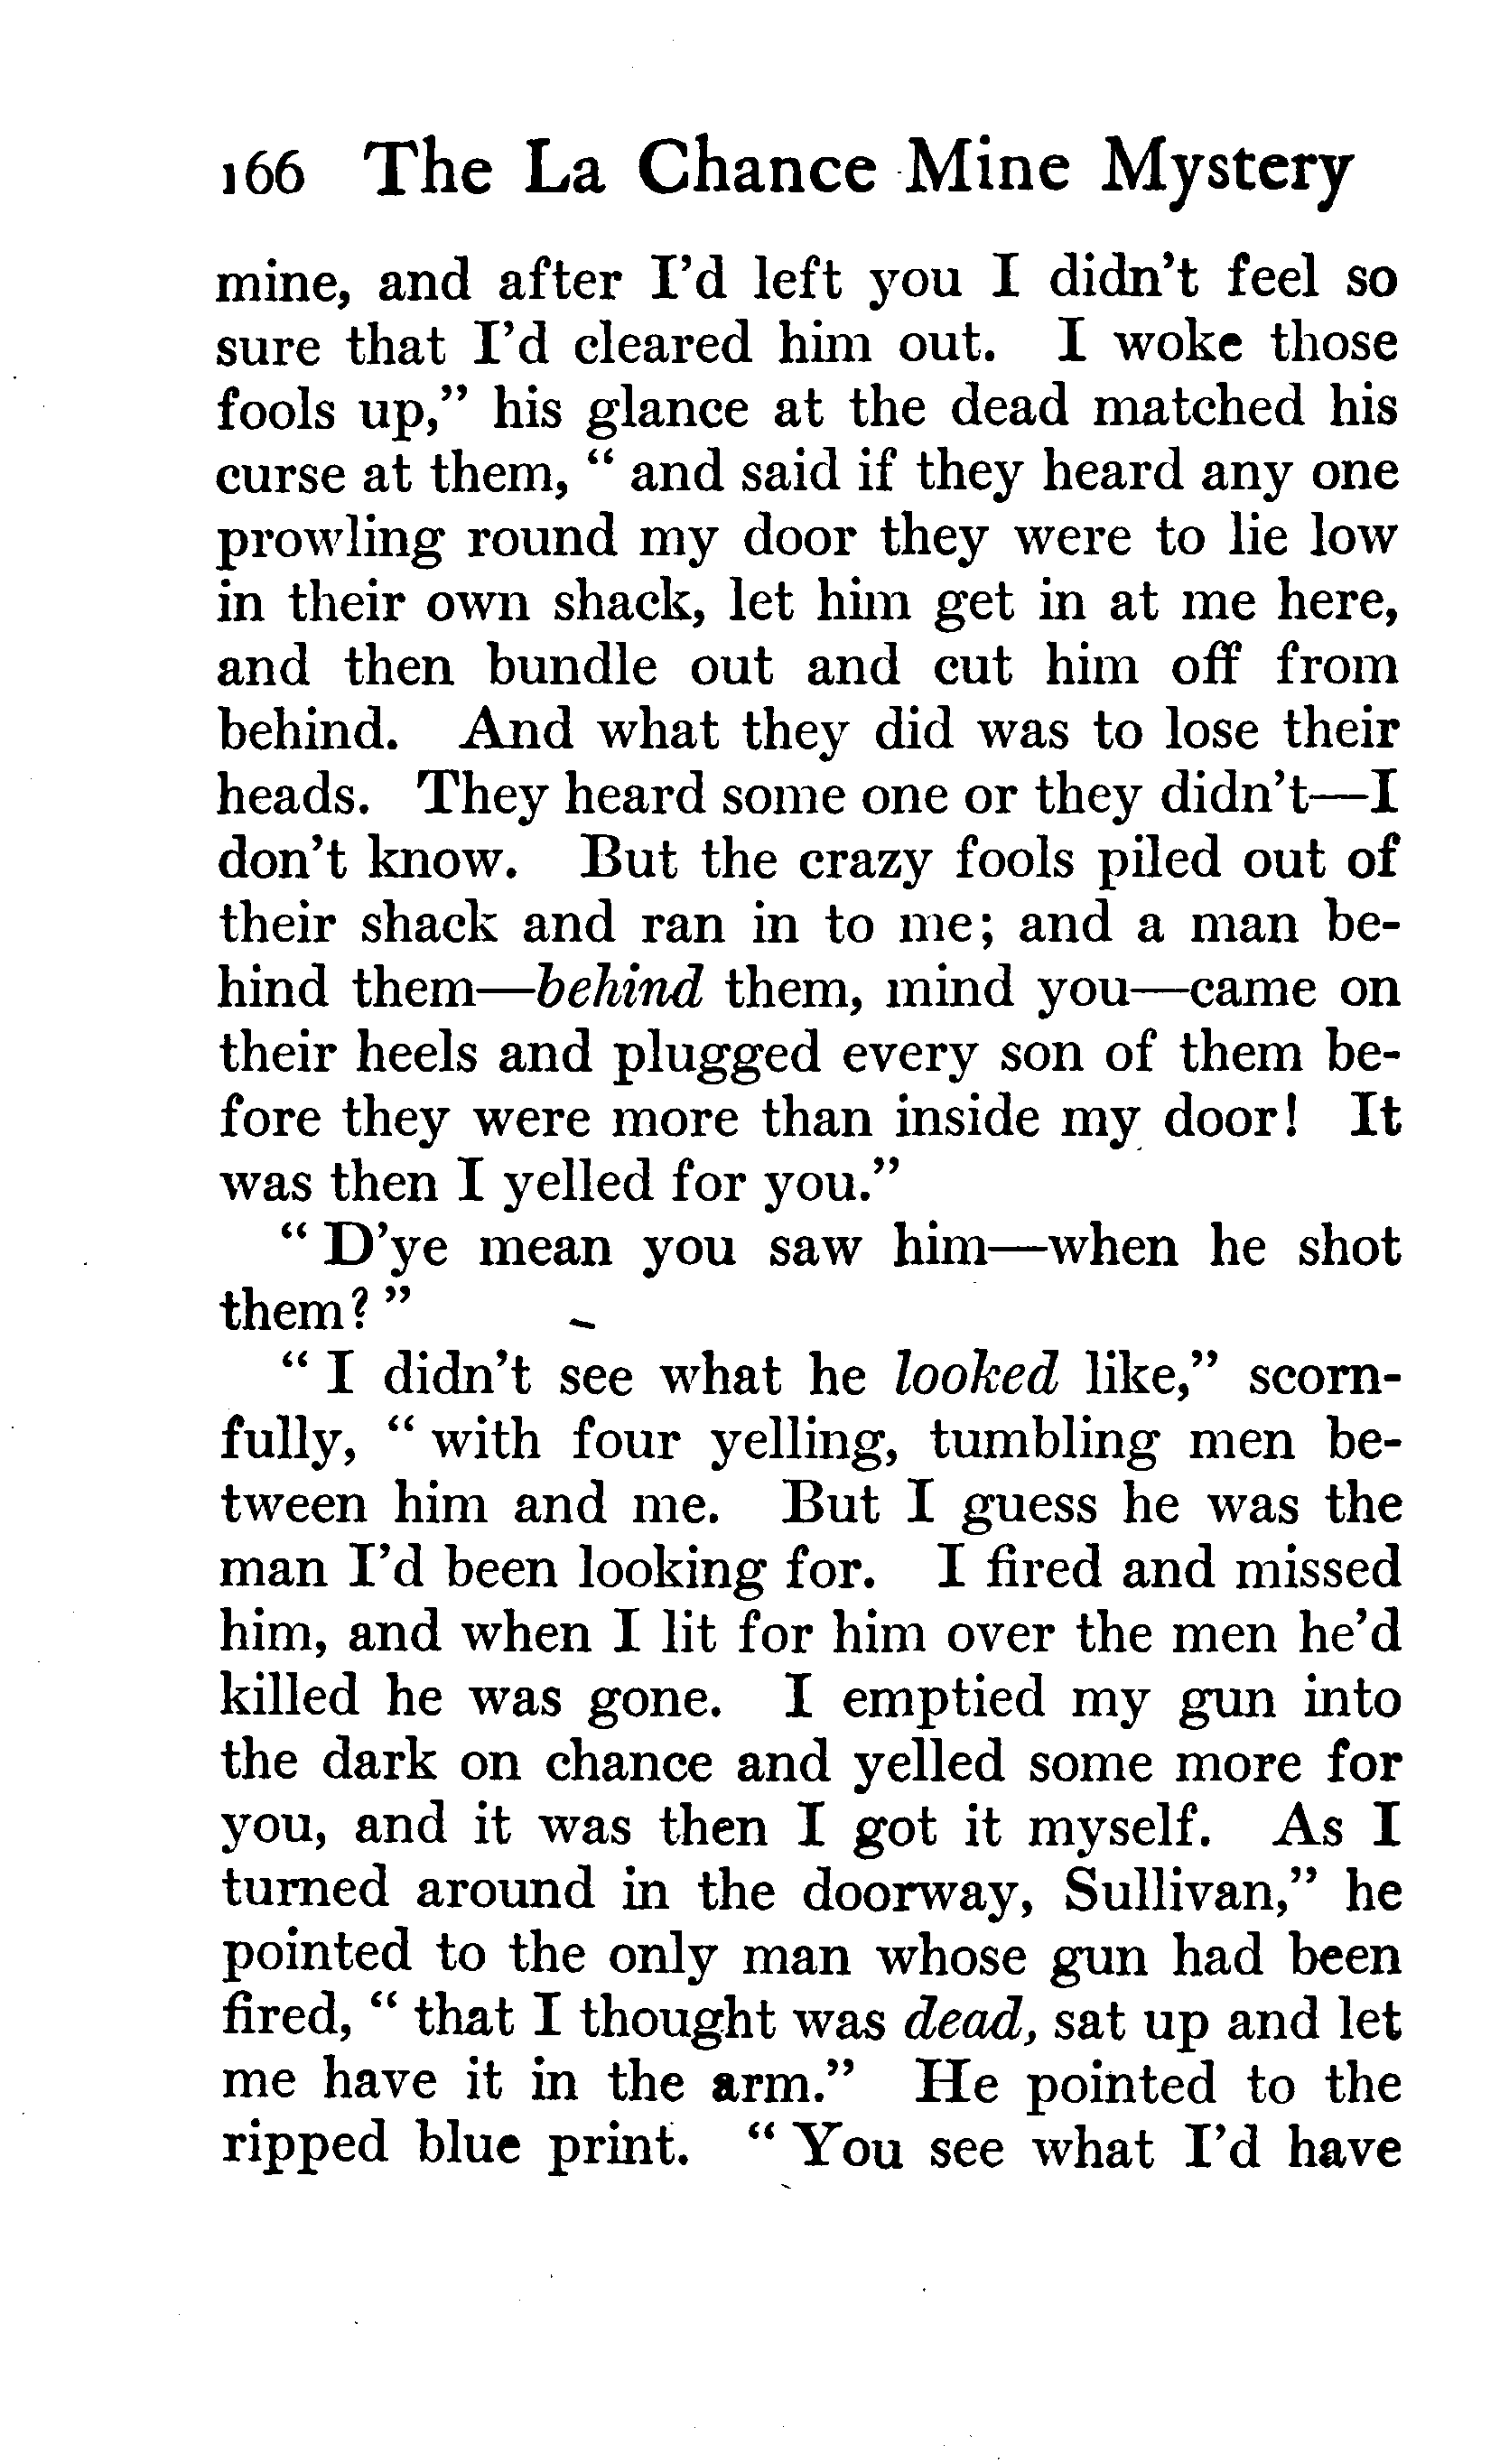 166 The La Chance Mine Mystery
mine, and after I'd left you I didn't feel so
sure that I'd cleared him out. I woke those
fools up," his glance at the dead matched his
curse at them, " and said if they heard any one
prowling round my door they were to lie low
in their own shack, let him get in at me here,
and then bundle out and cut him off from
behind. And what they did was to lose their
heads. They heard some one or they didn't—I
don't know. But the crazy fools piled out of
their shack and ran in to me; and a man be-
hind them—behind them, mind you—came on
their heels and plugged every son of them be-
fore they were more than inside my door! It
was then I yelled for you."
" D'ye mean you saw him—when he shot
them? "
" I didn't see what he looked like," scorn-
fully, " with four yelling, tumbling men be-
tween him and me. But I guess he was the
man I'd been looking for. I fired and missed
him, and when I lit for him over the men he'd
killed he was gone. I emptied my gun into
the dark on chance and yelled some more for
you, and it was then I got it myself. As I
turned around in the doorway, Sullivan," he
pointed to the only man whose gun had been
fired, " that I thought was dead, sat up and let
me have it in the arm." He pointed to the
ripped blue print. " You see what I'd have